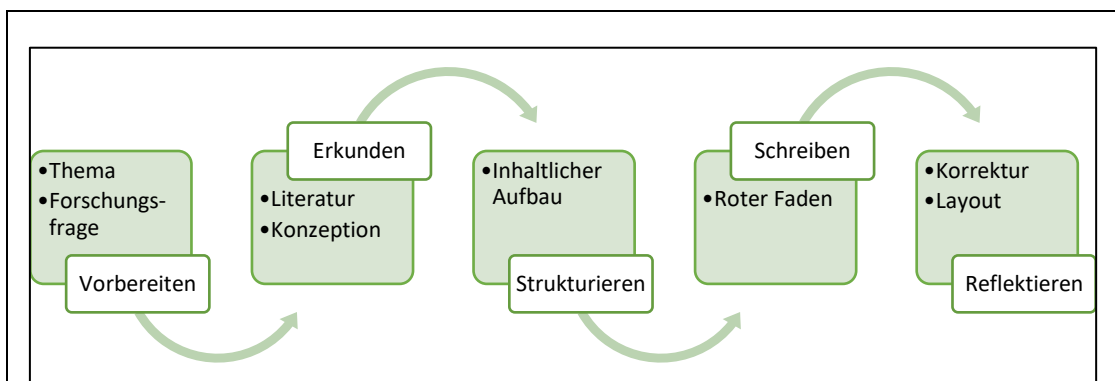 •Thema
•Forschungs-
frage
Vorbereiten
Erkunden
•Literatur
•Konzeption
•Inhaltlicher
Aufbau
Strukturieren
Schreiben
•Roter Faden
•Korrektur
•Layout
Reflektieren